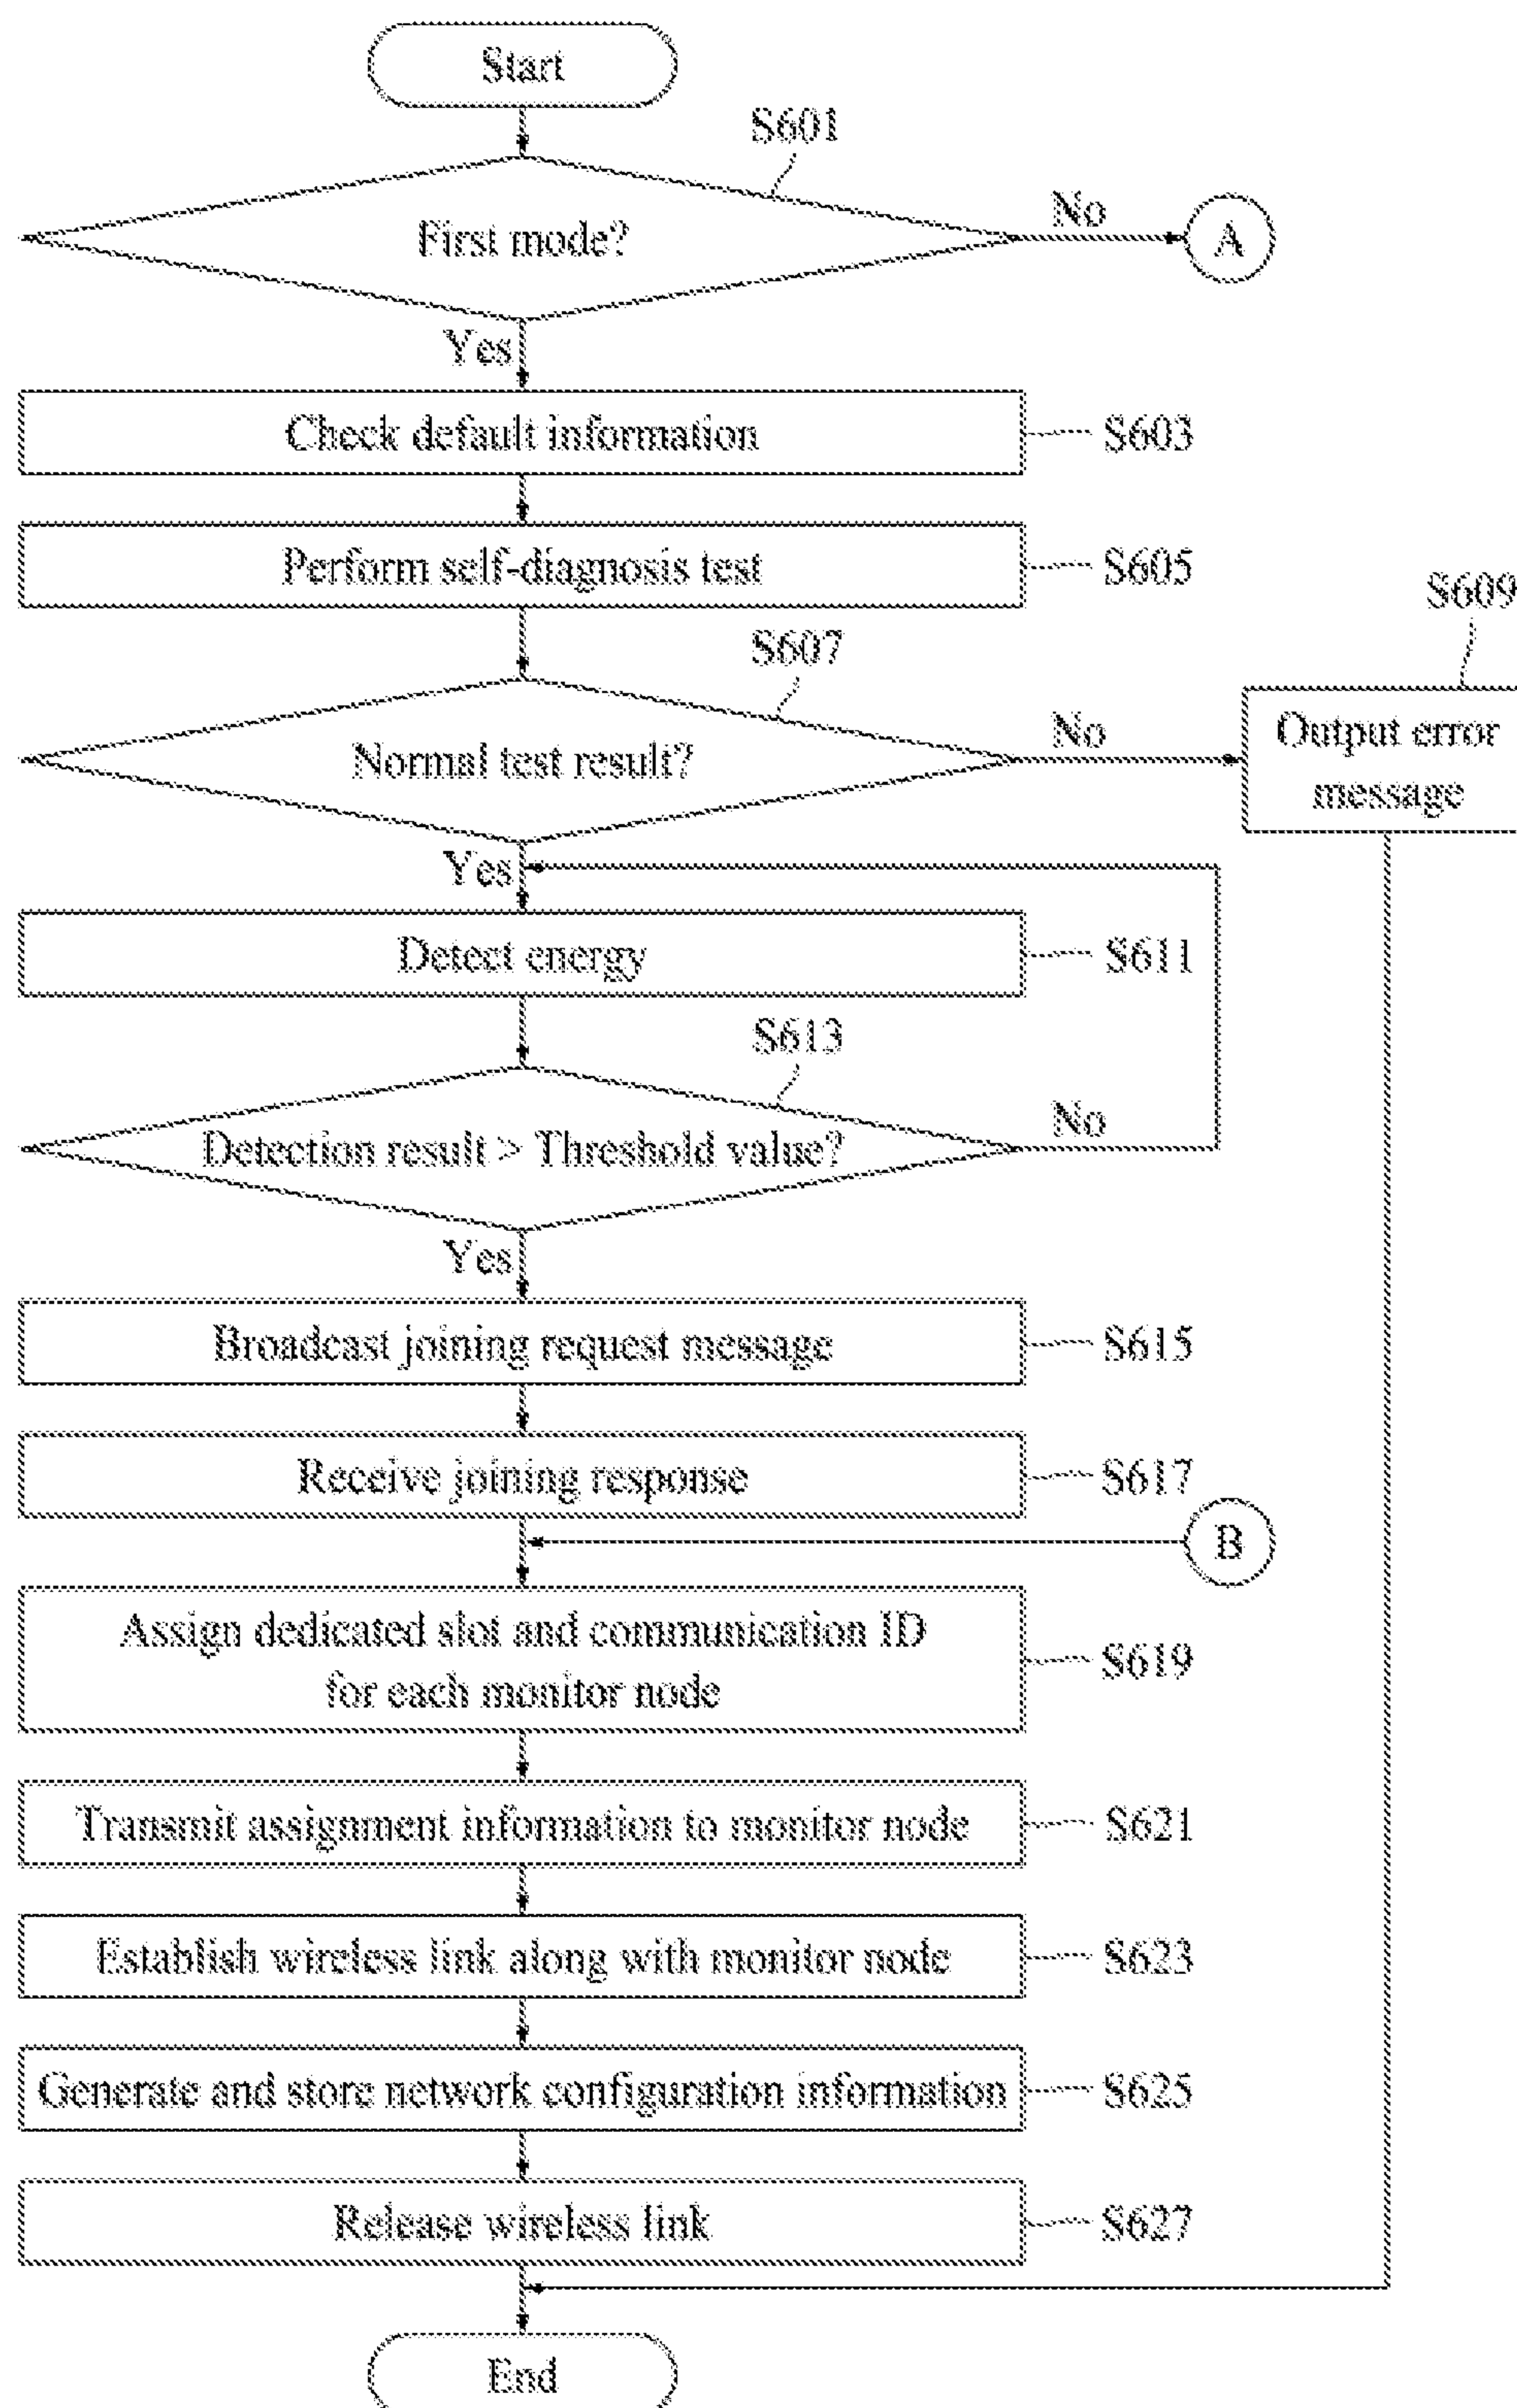 Start
S601
First mode?
No
A
Yes
Check default information
S603
Perform self-diagnosis test
S605
S607
S609
Normal test result?
No
Output error
message
Yes
Detect energy
S611
S613
Detection result > Threshold value?
No
Yes
Broadcast joining request message
S615
Receive joining response
S617
B
Assign dedicated slot and communication ID
for each monitor node
S619
Transmit assignment information to monitor node
S621
Establish wireless link along with monitor node
S623
Generate and store network configuration information
S625
Release wireless link
S627
End